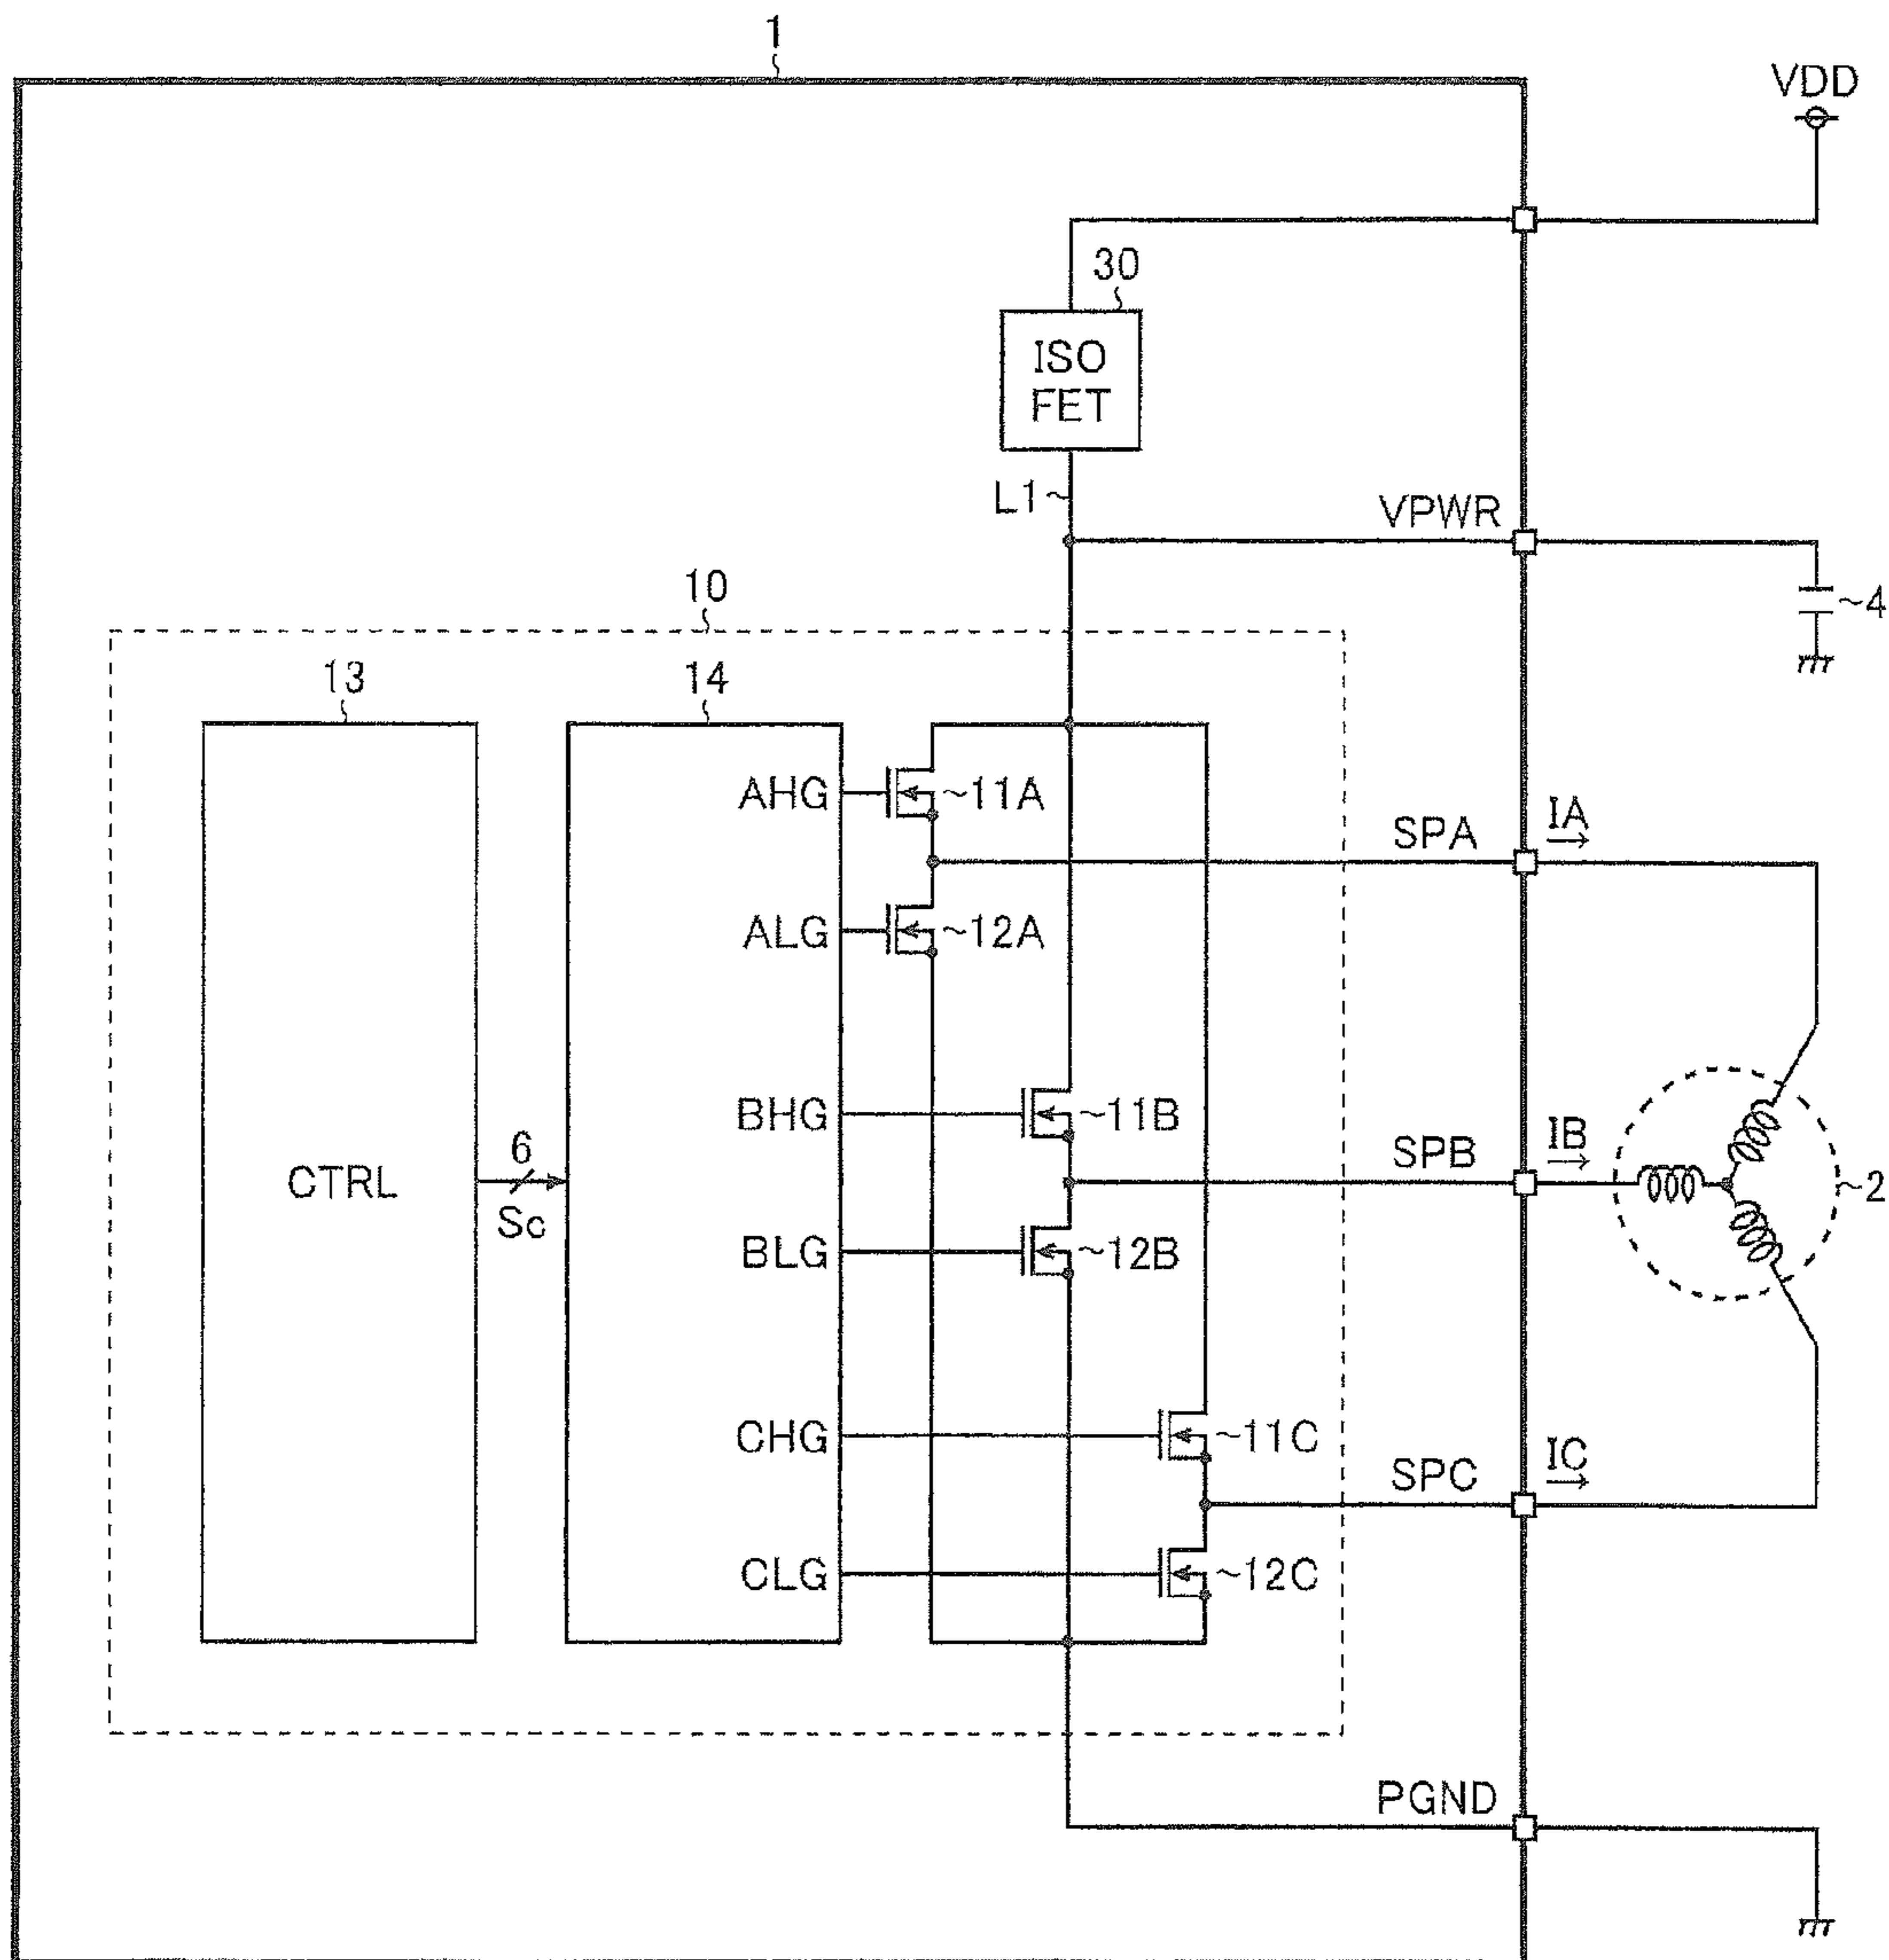 1
VDD
30
ISO
FET
L1
VPWR
4
10
13
14
AHG
11A
SPA
IA
ALG
12A
BHG
11B
SPB
IB
2
CTRL
6
Sc
BLG
12B
CHG
11C
SPC
IC
CLG
12C
PGND